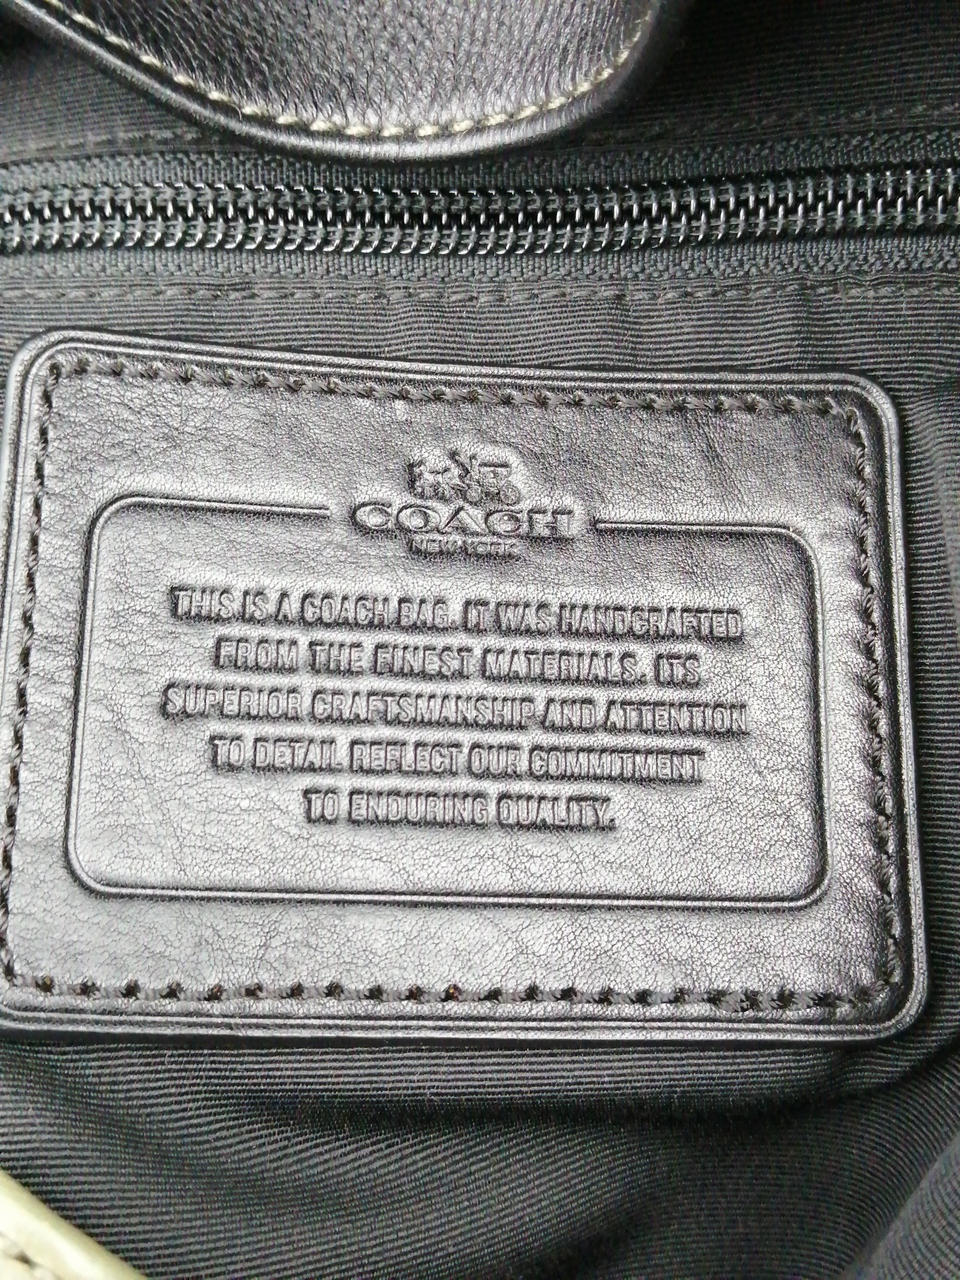 COACH
NEW YORK
THIS IS A COACH BAG. IT WAS HANDCRAFTED
FROM THE FINEST MATERIALS. ITS
SUPERIOR CRAFTSMANSHIP AND ATTENTION
TO DETAIL REFLECT OUR COMMITMENT
TO ENDURING QUALITY.